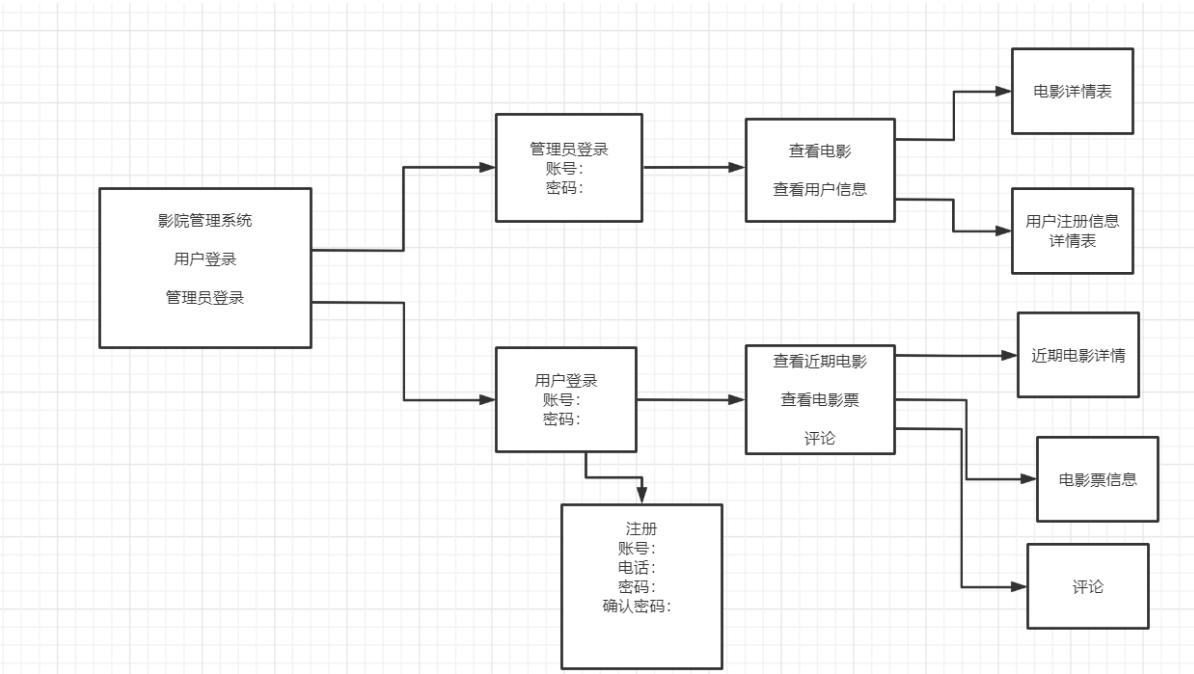 影院管理系统
用户登录
管理员登录
管理员登录
账号：
密码：
查看电影
查看用户信息
电影详情表
用户注册信息
详情表
用户登录
账号：
密码：
注册
账号：
电话：
密码：
确认密码：
查看近期电影
查看电影票
评论
近期电影详情
电影票信息
评论